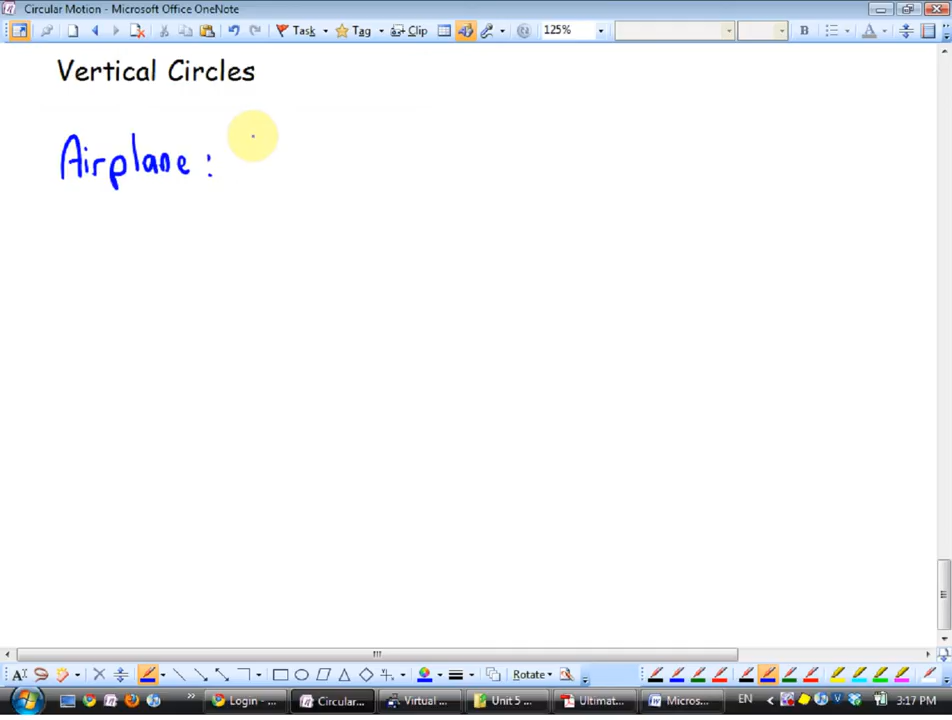 Circular Motion - Microsoft Office OneNote
Task Tag Clip 125% B A
Vertical Circles
Airplane:
Rotate
Login - ... Circular... Virtual ... Unit 5 ... Ultimat... Micros... EN 3:17 PM